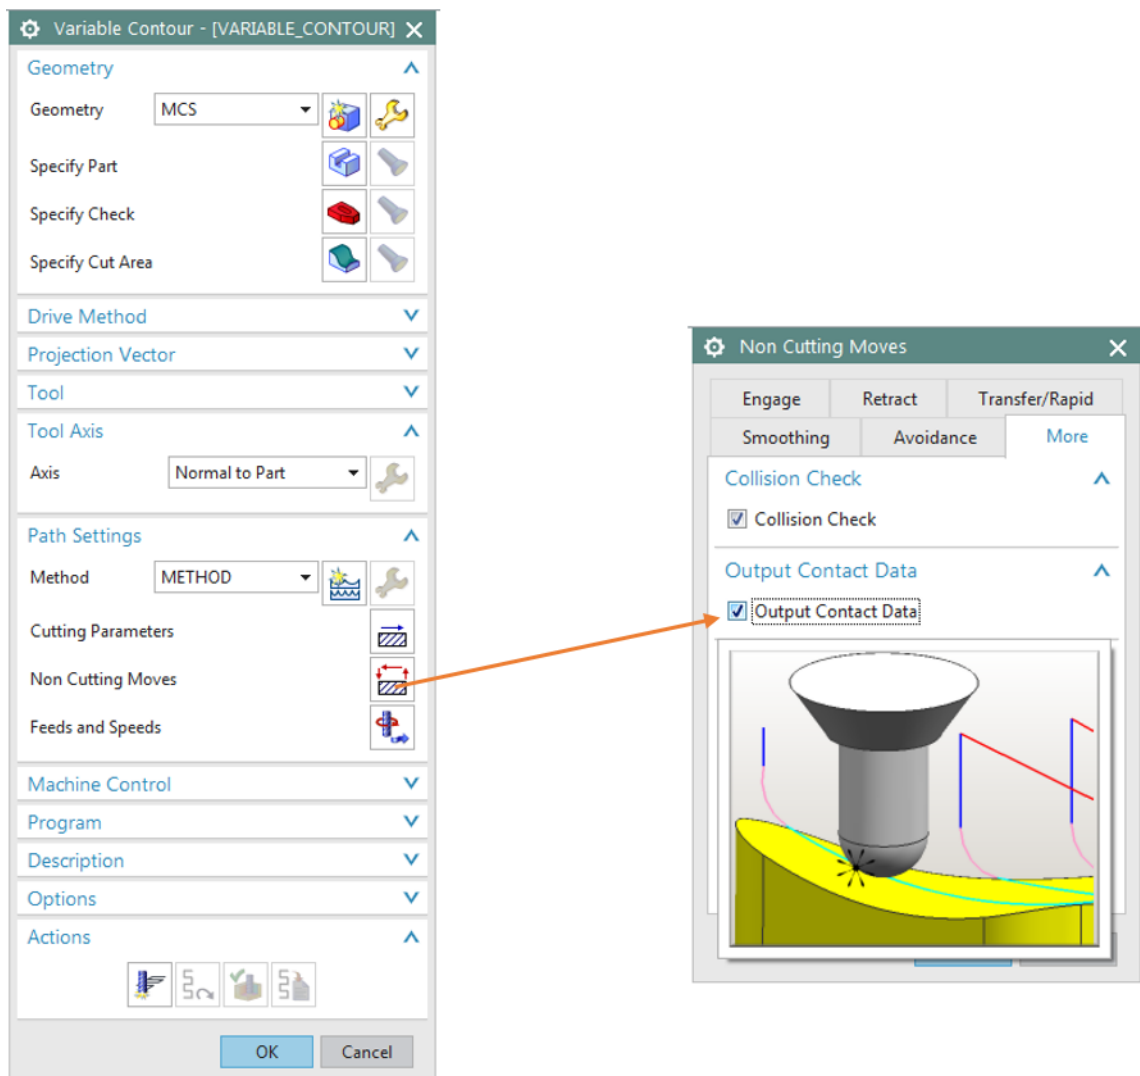 Variable Contour - [VARIABLE_CONTOUR]
Geometry
Geometry MCS
Specify Part
Specify Check
Specify Cut Area
Drive Method
Projection Vector
Tool
Tool Axis
Axis Normal to Part
Path Settings
Method METHOD
Cutting Parameters
Non Cutting Moves
Feeds and Speeds
Machine Control
Program
Description
Options
Actions
OK Cancel
Non Cutting Moves
Engage Retract Transfer/Rapid
Smoothing Avoidance More
Collision Check
Collision Check
Output Contact Data
Output Contact Data